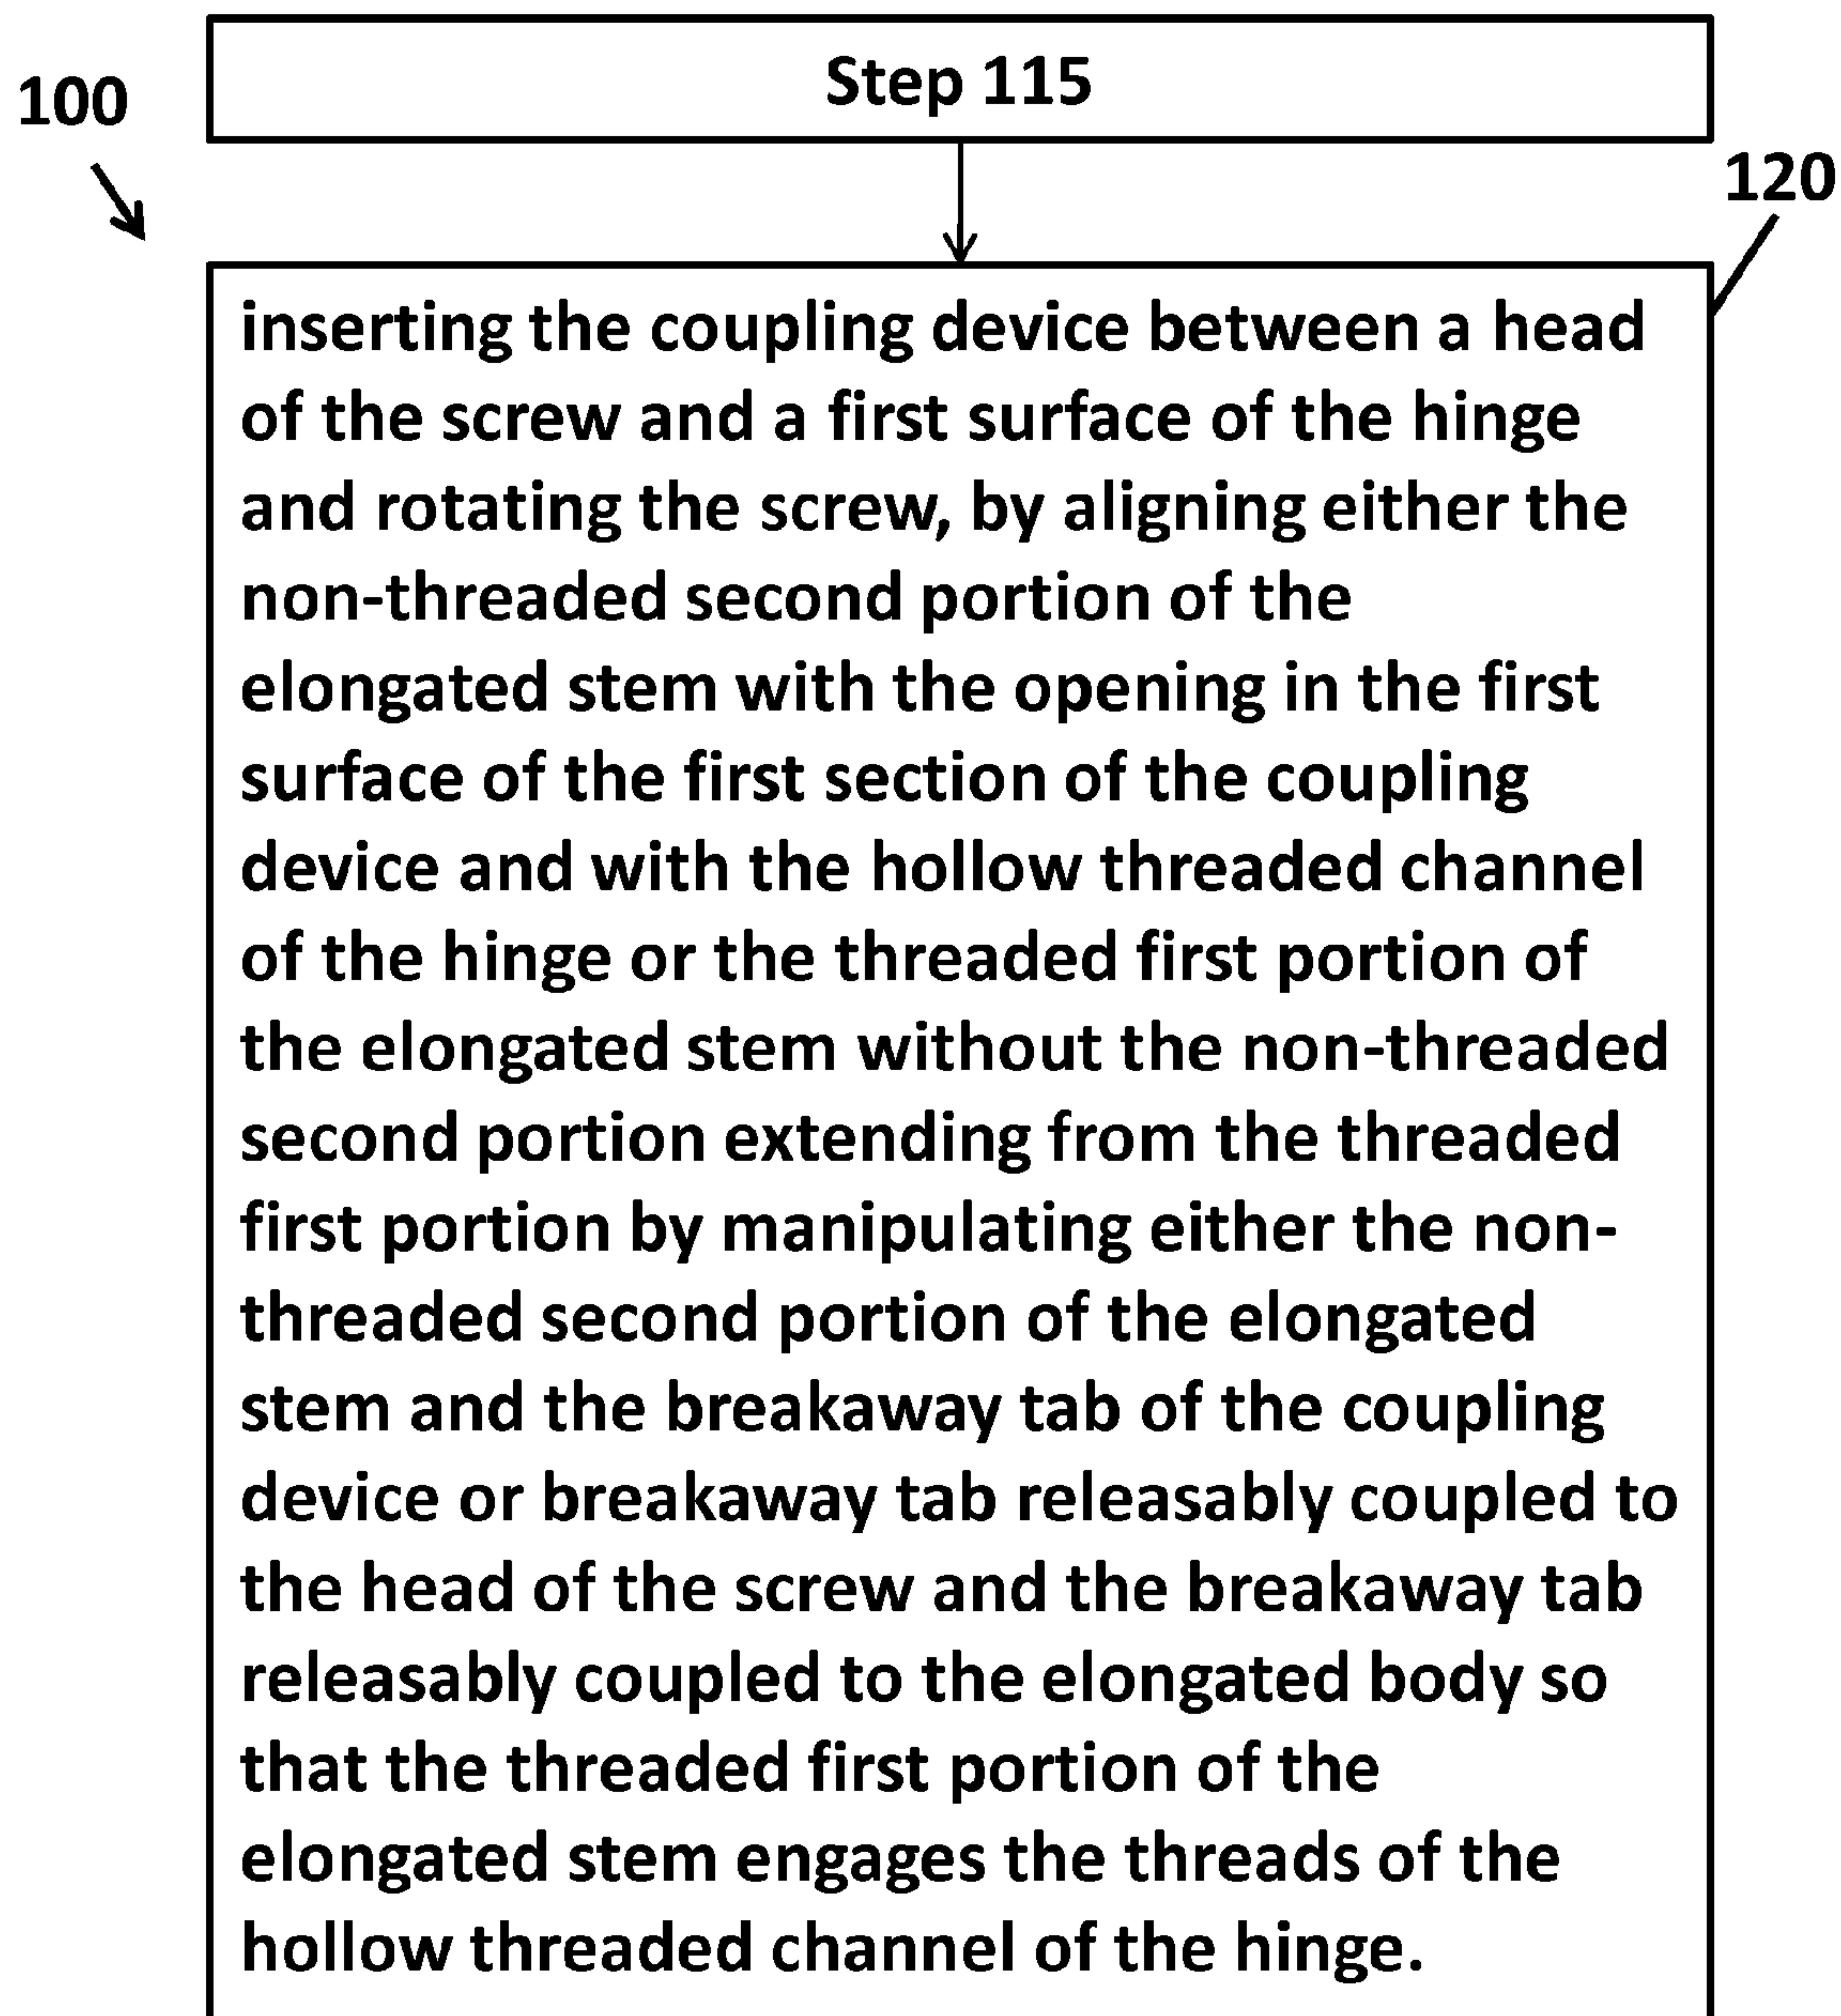 Step 115
100
120
inserting the coupling device between a head
of the screw and a first surface of the hinge
and rotating the screw, by aligning either the
non-threaded second portion of the
elongated stem with the opening in the first
surface of the first section of the coupling
device and with the hollow threaded channel
of the hinge or the threaded first portion of
the elongated stem without the non-threaded
second portion extending from the threaded
first portion by manipulating either the non-
threaded second portion of the elongated
stem and the breakaway tab of the coupling
device or breakaway tab releasably coupled to
the head of the screw and the breakaway tab
releasably coupled to the elongated body so
that the threaded first portion of the
elongated stem engages the threads of the
hollow threaded channel of the hinge.